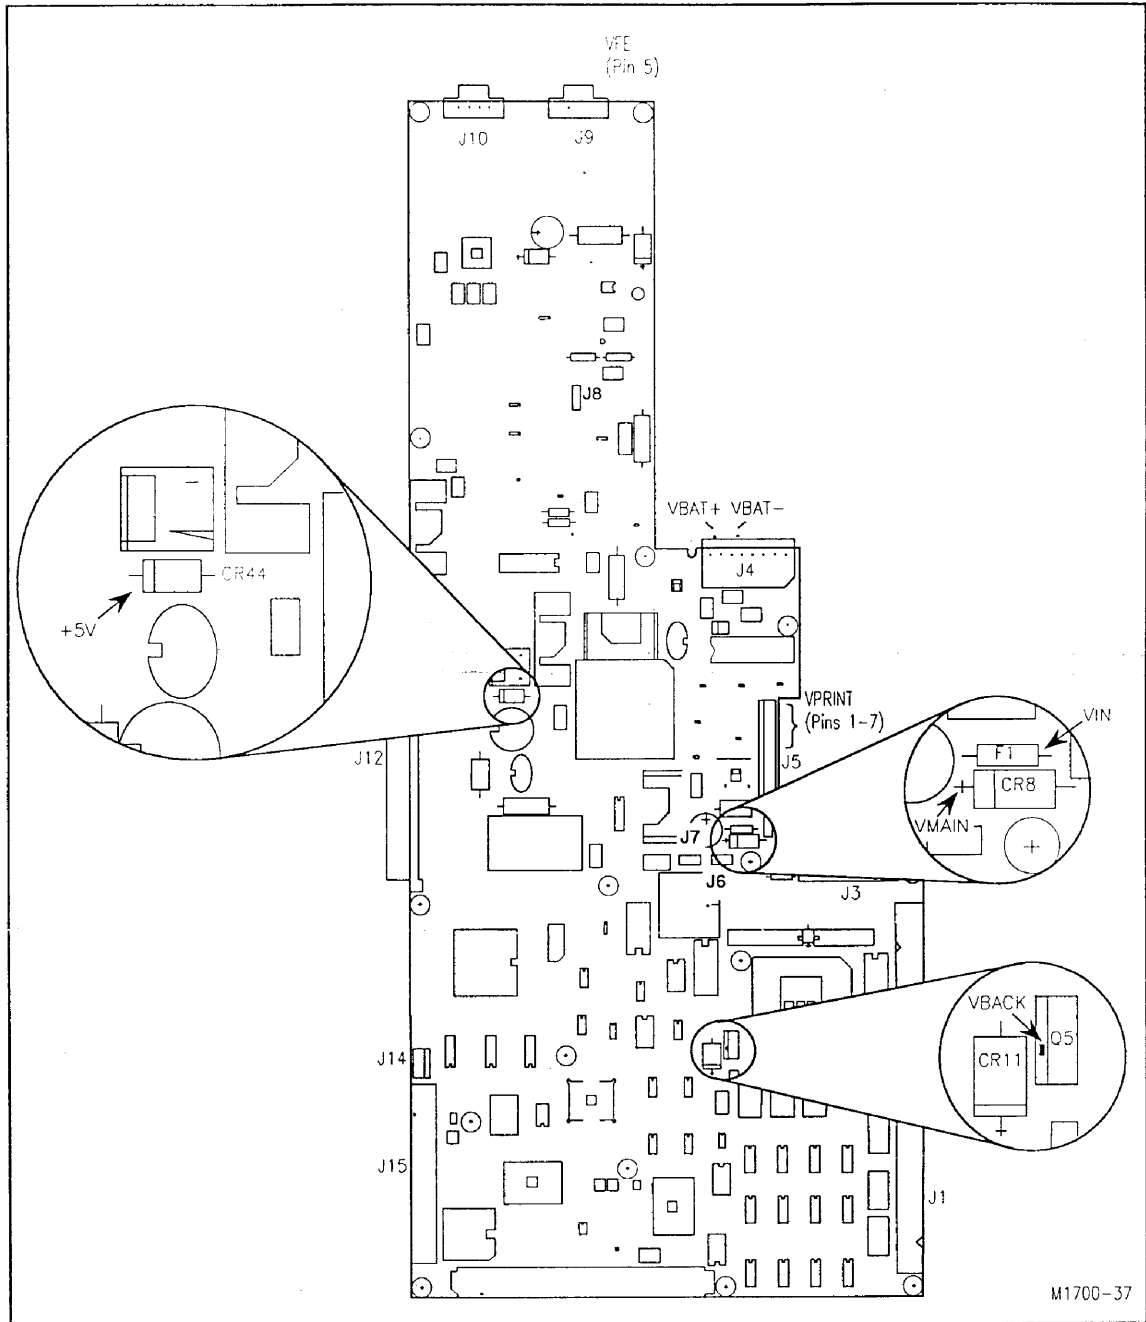 VFE
(Pin 5)
J10
J9
J8
VBAT+ VBAT-
J4
CR44
+5V
VPRINT
(Pins 1-7)
J5
J12
VIN
F1
CR8
VMAIN
J7
J6
J3
VBACK
Q5
CR11
J14
J15
J1
M1700-37